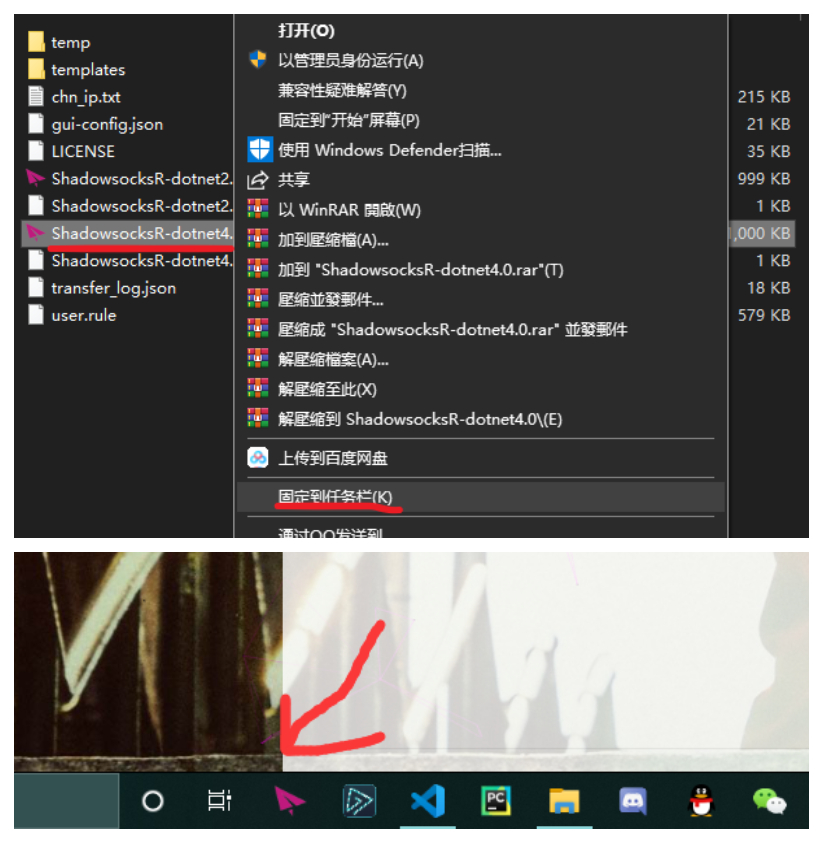 temp
templates
chn_ip.txt
gui-config.json
LICENSE
ShadowsocksR-dotnet2.
ShadowsocksR-dotnet2.
ShadowsocksR-dotnet4.
ShadowsocksR-dotnet4.
transfer_log.json
user.rule
打开(O)
以管理员身份运行(A)
兼容性疑难解答(Y)
固定到"开始"屏幕(P)
使用 Windows Defender扫描...
共享
以 WinRAR 開啟(W)
加到壓縮檔(A)...
加到 "ShadowsocksR-dotnet4.0.rar"(T)
壓縮並發郵件...
壓縮成 "ShadowsocksR-dotnet4.0.rar" 並發郵件
解壓縮檔案(A)...
解壓縮至此(X)
解壓縮到 ShadowsocksR-dotnet4.0\(E)
上传到百度网盘
固定到任务栏(K)
通过QQ发送到
215 KB
21 KB
35 KB
999 KB
1 KB
,000 KB
1 KB
18 KB
579 KB
PC